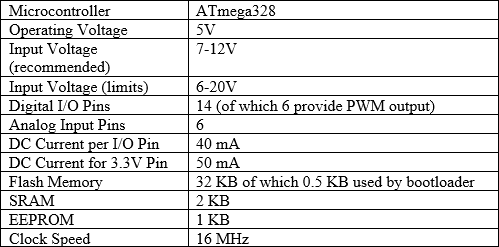 Microcontroller ATmega328
Operating Voltage 5V
Input Voltage 7-12V
(recommended)
Input Voltage (limits) 6-20V
Digital I/O Pins 14 (of which 6 provide PWM output)
Analog Input Pins 6
DC Current per I/O Pin 40 mA
DC Current for 3.3V Pin 50 mA
Flash Memory 32 KB of which 0.5 KB used by bootloader
SRAM 2 KB
EEPROM 1 KB
Clock Speed 16 MHz